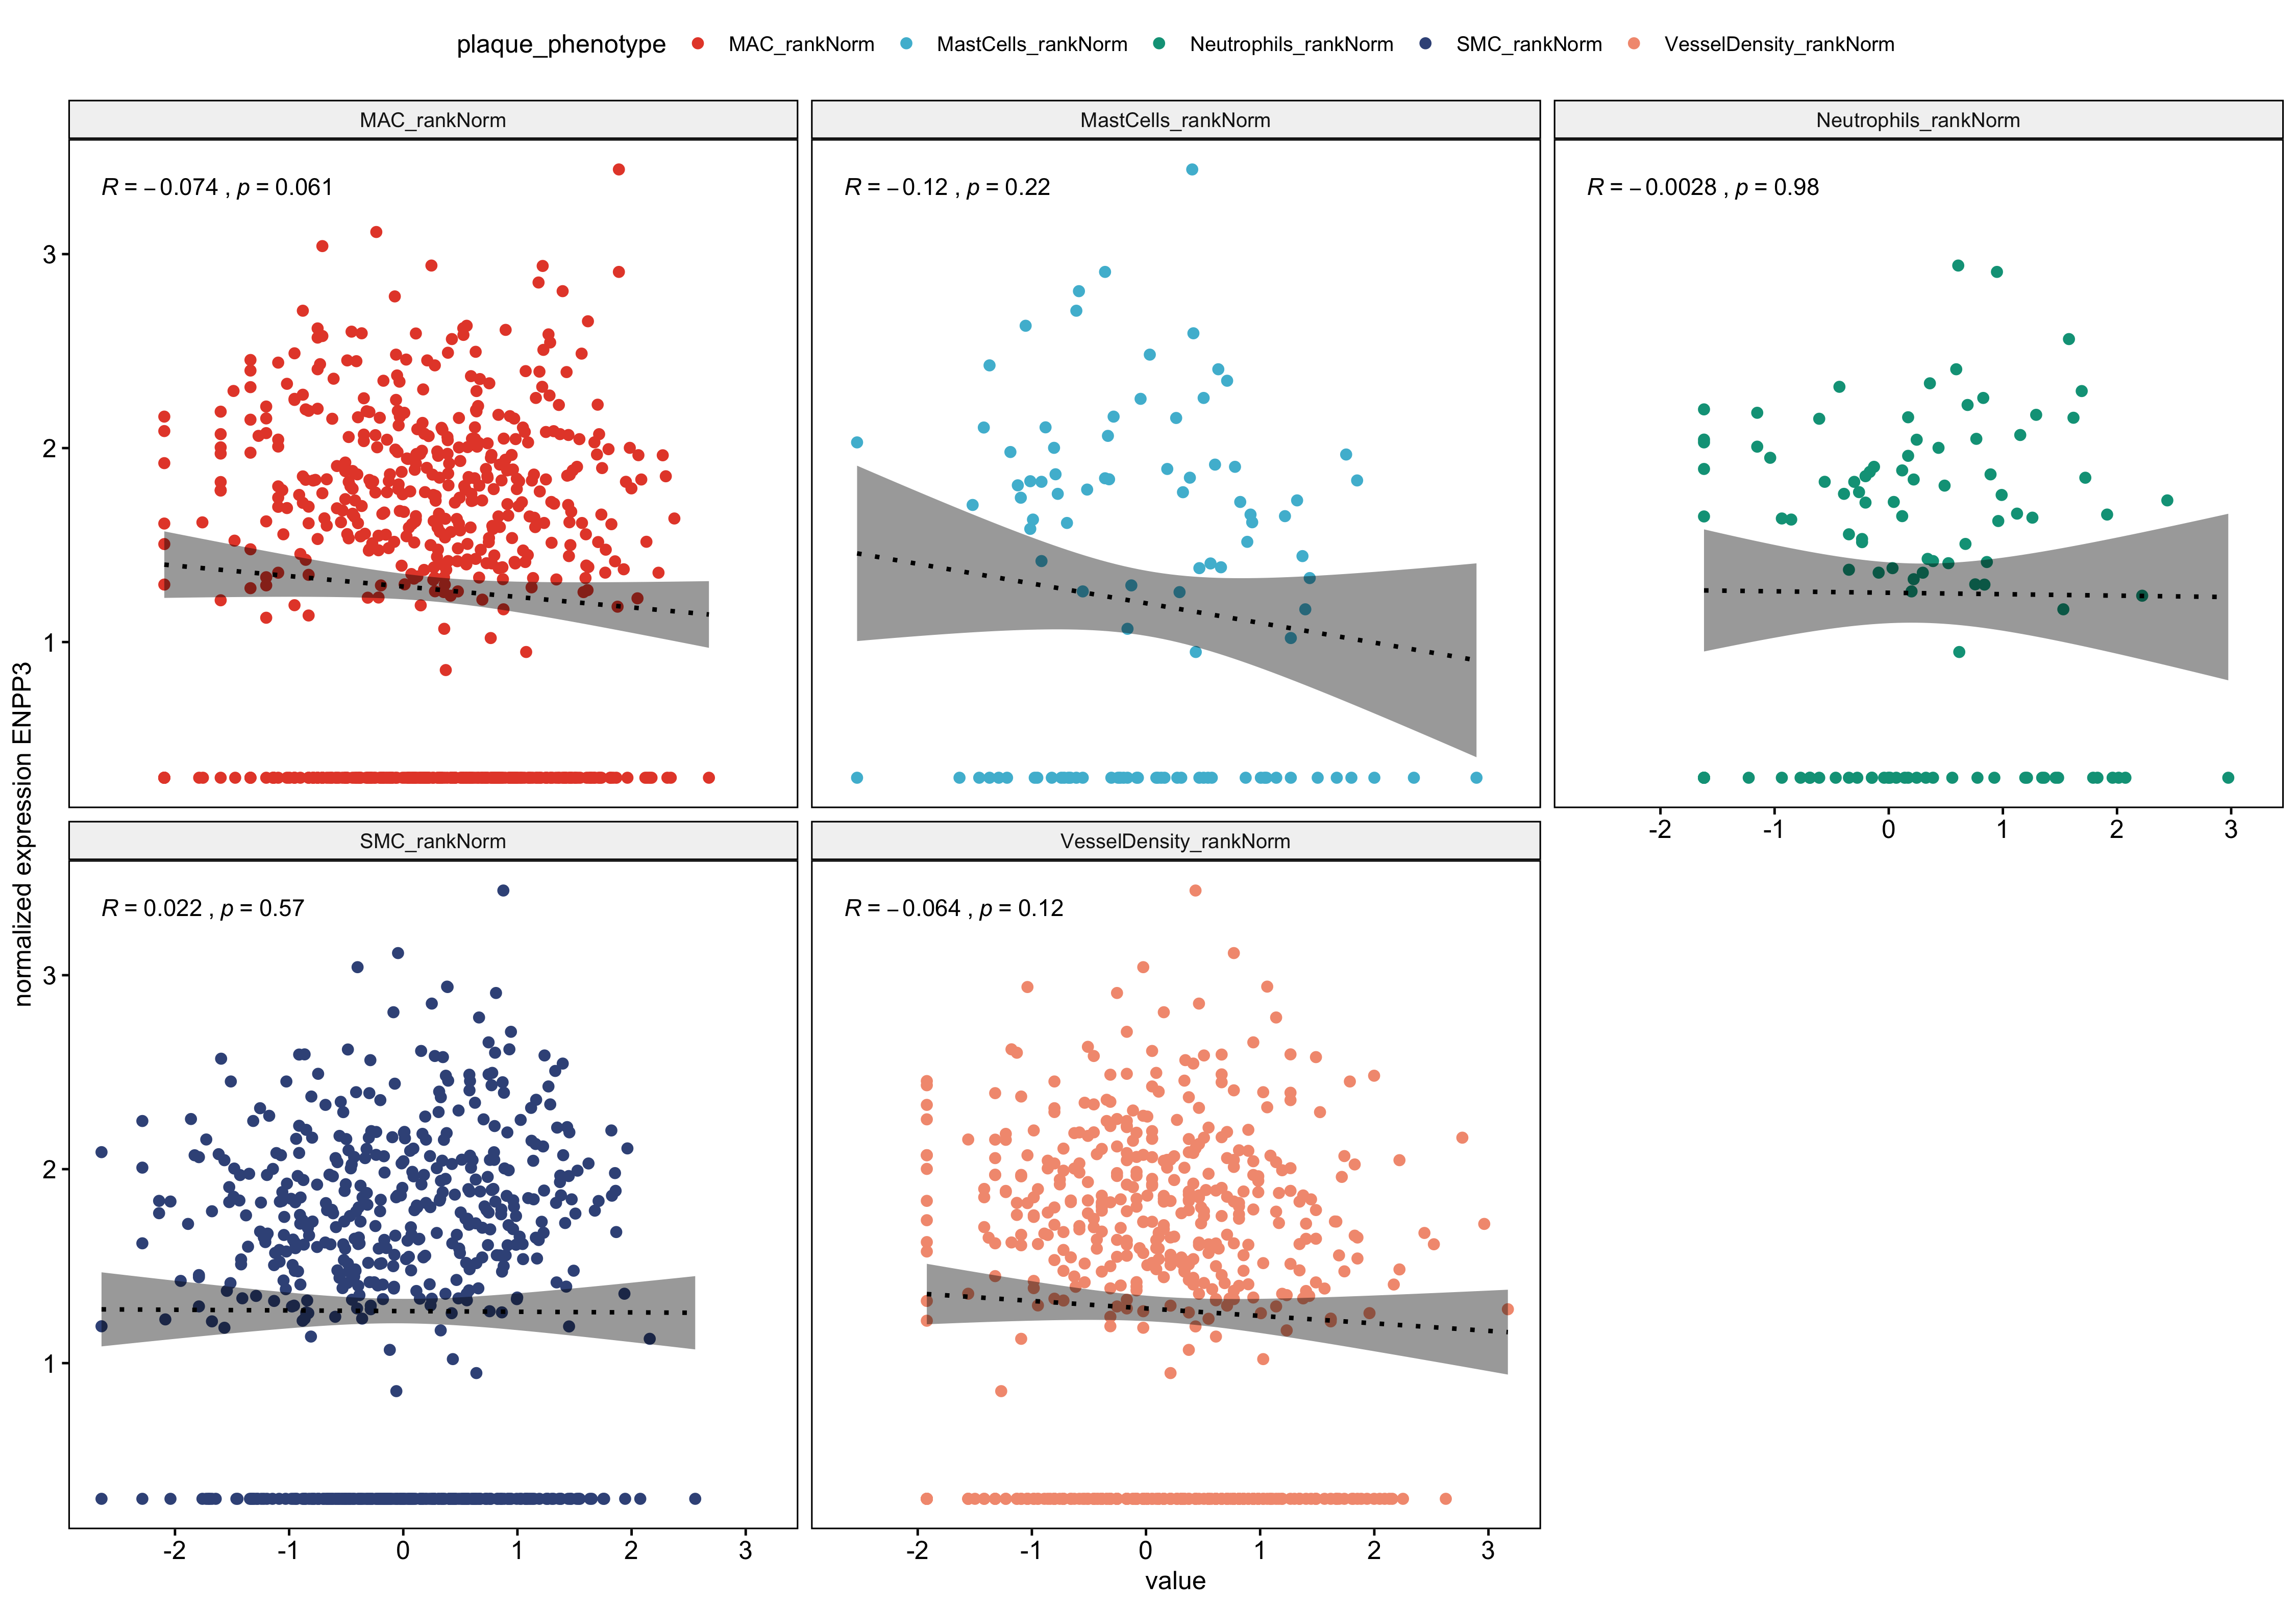 plaque_phenotype MAC_rankNorm MastCells_rankNorm Neutrophils_rankNorm SMC_rankNorm VesselDensity_rankNorm
MAC_rankNorm
R = −0.074 , p = 0.061
MastCells_rankNorm
R = −0.12 , p = 0.22
Neutrophils_rankNorm
R = −0.0028 , p = 0.98
3
2
1
-2 -1 0 1 2 3
normalized expression ENPP3
SMC_rankNorm
R = 0.022 , p = 0.57
VesselDensity_rankNorm
R = −0.064 , p = 0.12
3
2
1
-2 -1 0 1 2 3
-2 -1 0 1 2 3
value